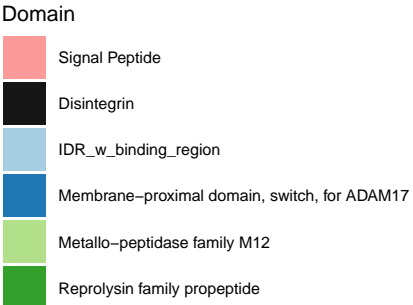 Domain
Signal Peptide
Disintegrin
IDR_w_binding_region
Membrane−proximal domain, switch, for ADAM17
Metallo−peptidase family M12
Reprolysin family propeptide